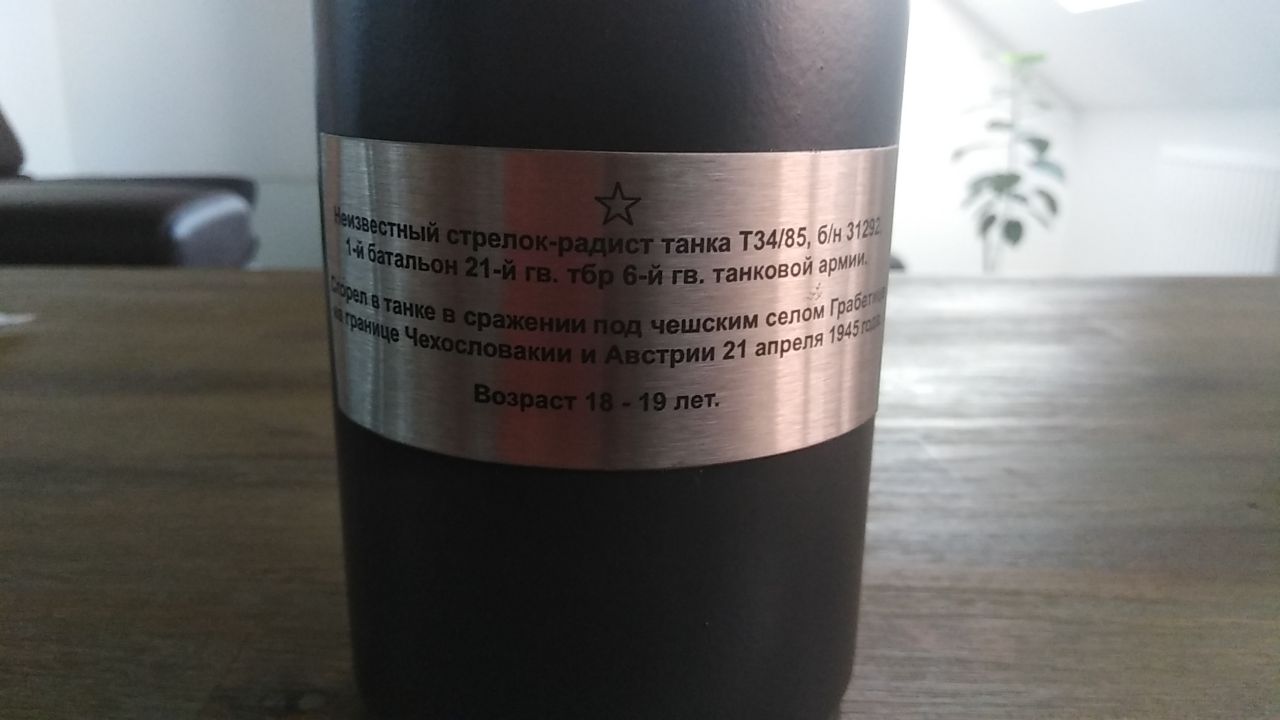 Неизвестный стрелок-радист танка Т34/85, б/н 31292,
1-й батальон 21-й гв. тбр 6-й гв. танковой армии.
Сгорел в танке в сражении под чешским селом
на границе Чехословакии и Австрии 21 апреля 1945 года.
Возраст 18 - 19 лет.